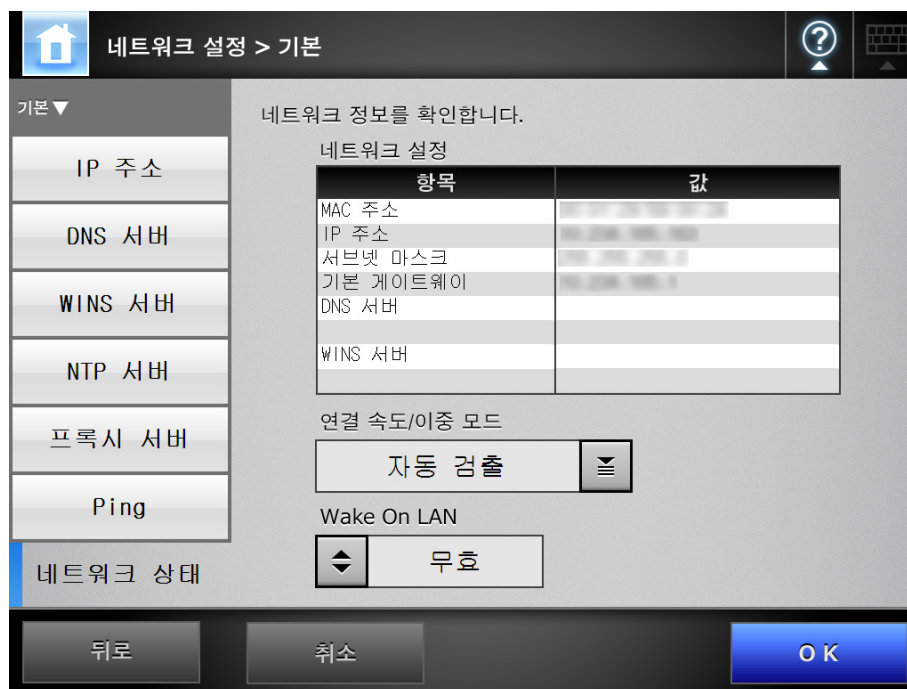 네트워크 설정 > 기본
기본▼
IP 주소
DNS 서버
WINS 서버
NTP 서버
프록시 서버
Ping
네트워크 상태
네트워크 정보를 확인합니다.
네트워크 설정
항목 값
MAC 주소
IP 주소
서브넷 마스크
기본 게이트웨이
DNS 서버
WINS 서버
연결 속도/이중 모드
자동 검출
Wake On LAN
무효
뒤로 취소 OK